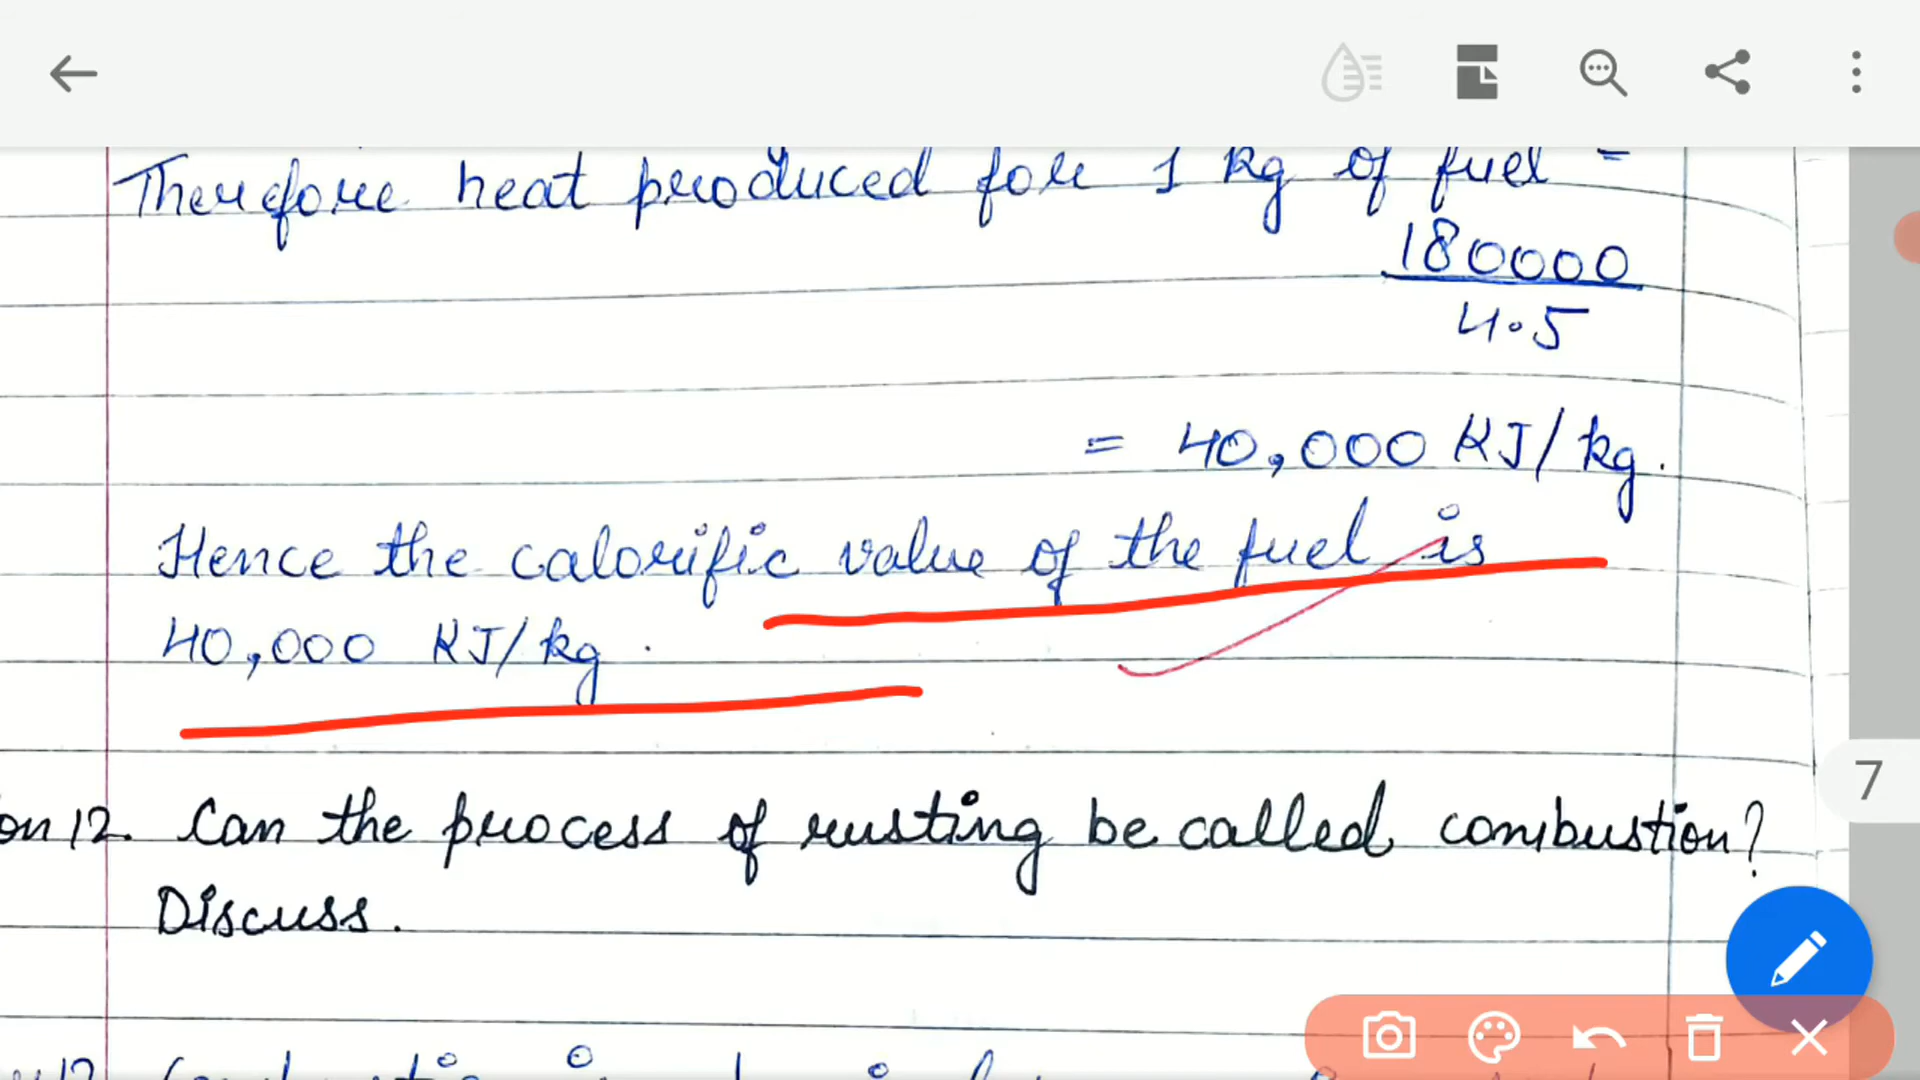 Therefore heat produced for 1 kg of fuel =
180000
4.5
= 40,000 KJ/kg.
Hence the calorific value of the fuel is
40,000 KJ/kg.
on 12. Can the process of rusting be called combustion?
Discuss.
7